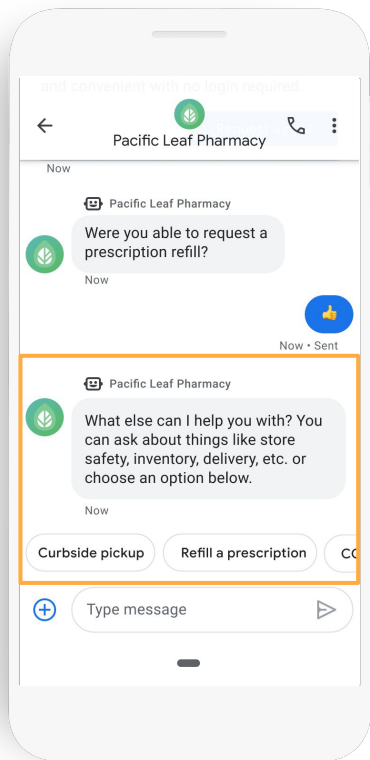 and convenient with no login required.
Pacific Leaf Pharmacy
Now
Pacific Leaf Pharmacy
Were you able to request a
prescription refill?
Now
👍
Now • Sent
Pacific Leaf Pharmacy
What else can I help you with? You
can ask about things like store
safety, inventory, delivery, etc. or
choose an option below.
Now
Curbside pickup Refill a prescription
Type message